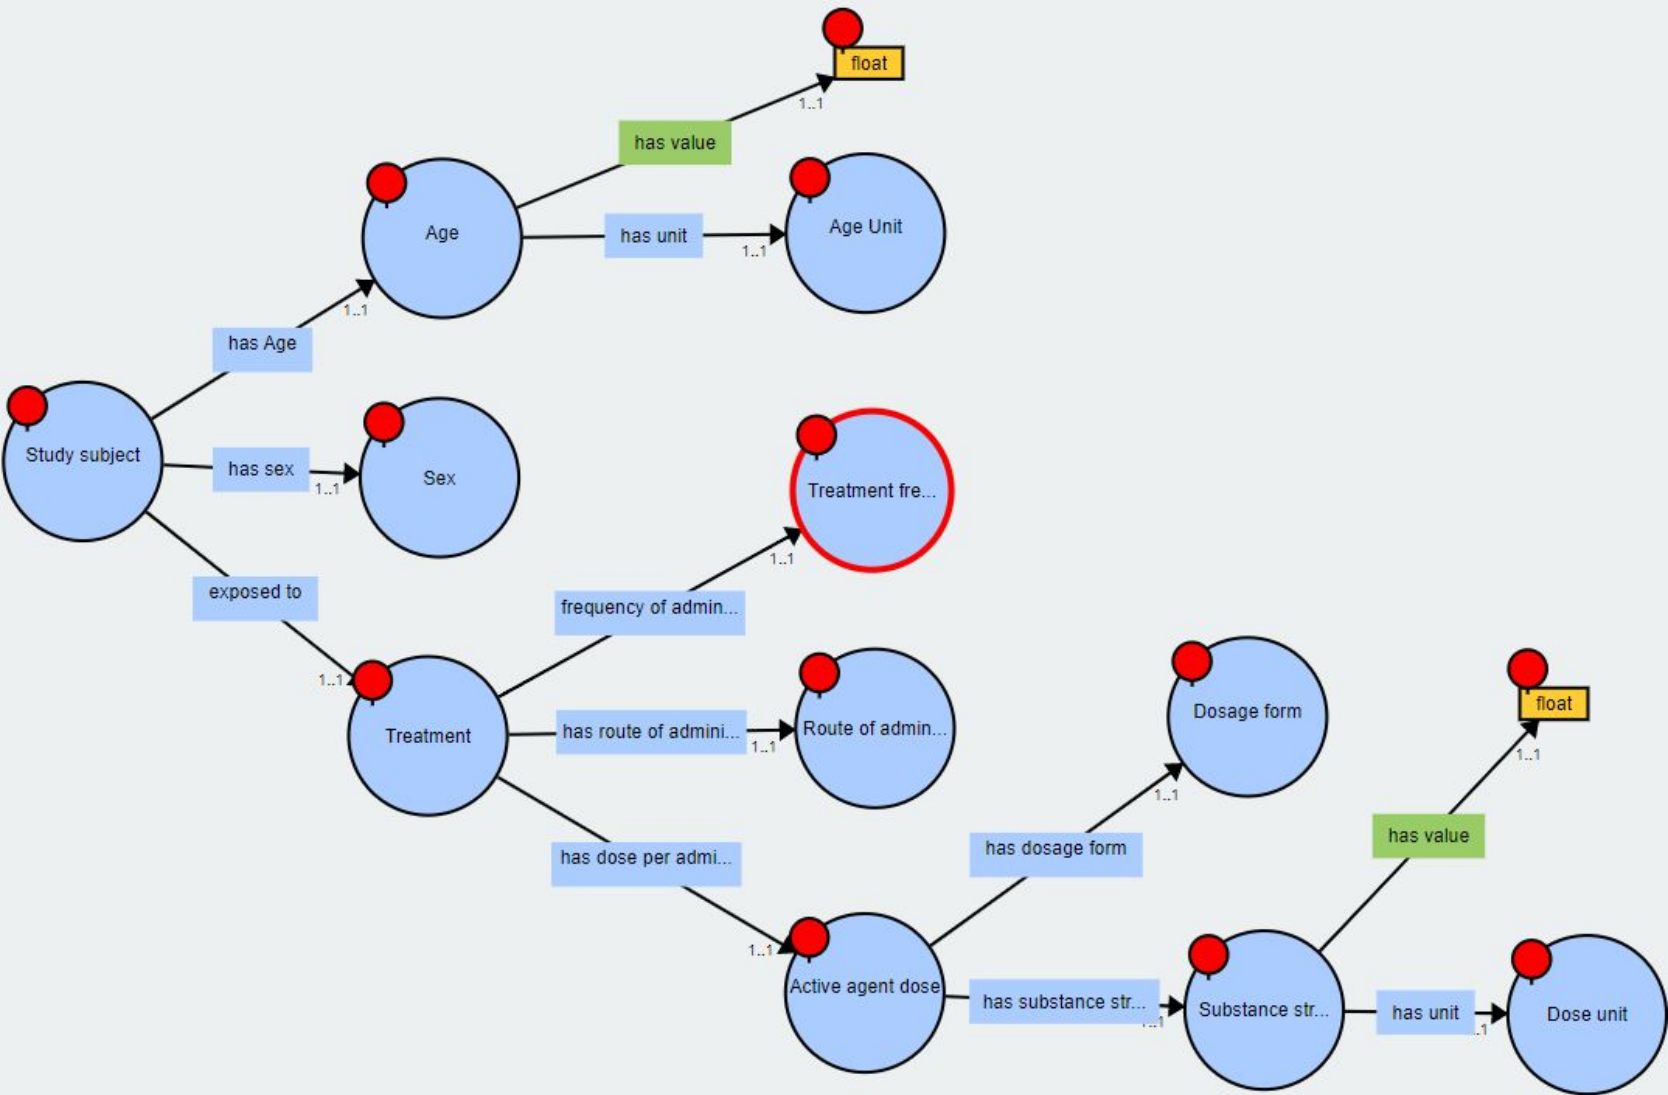 float
1..1
has value
Age
has unit
1..1
Age Unit
1..1
has Age
Study subject
has sex
1..1
Sex
Treatment fre...
1..1
exposed to
frequency of admin...
1..1
Treatment
has route of admini...
1..1
Route of admin...
Dosage form
float
1..1
1..1
has value
has dose per admi...
has dosage form
1..1
Active agent dose
has substance str...
..1
Substance str...
has unit
.1
Dose unit